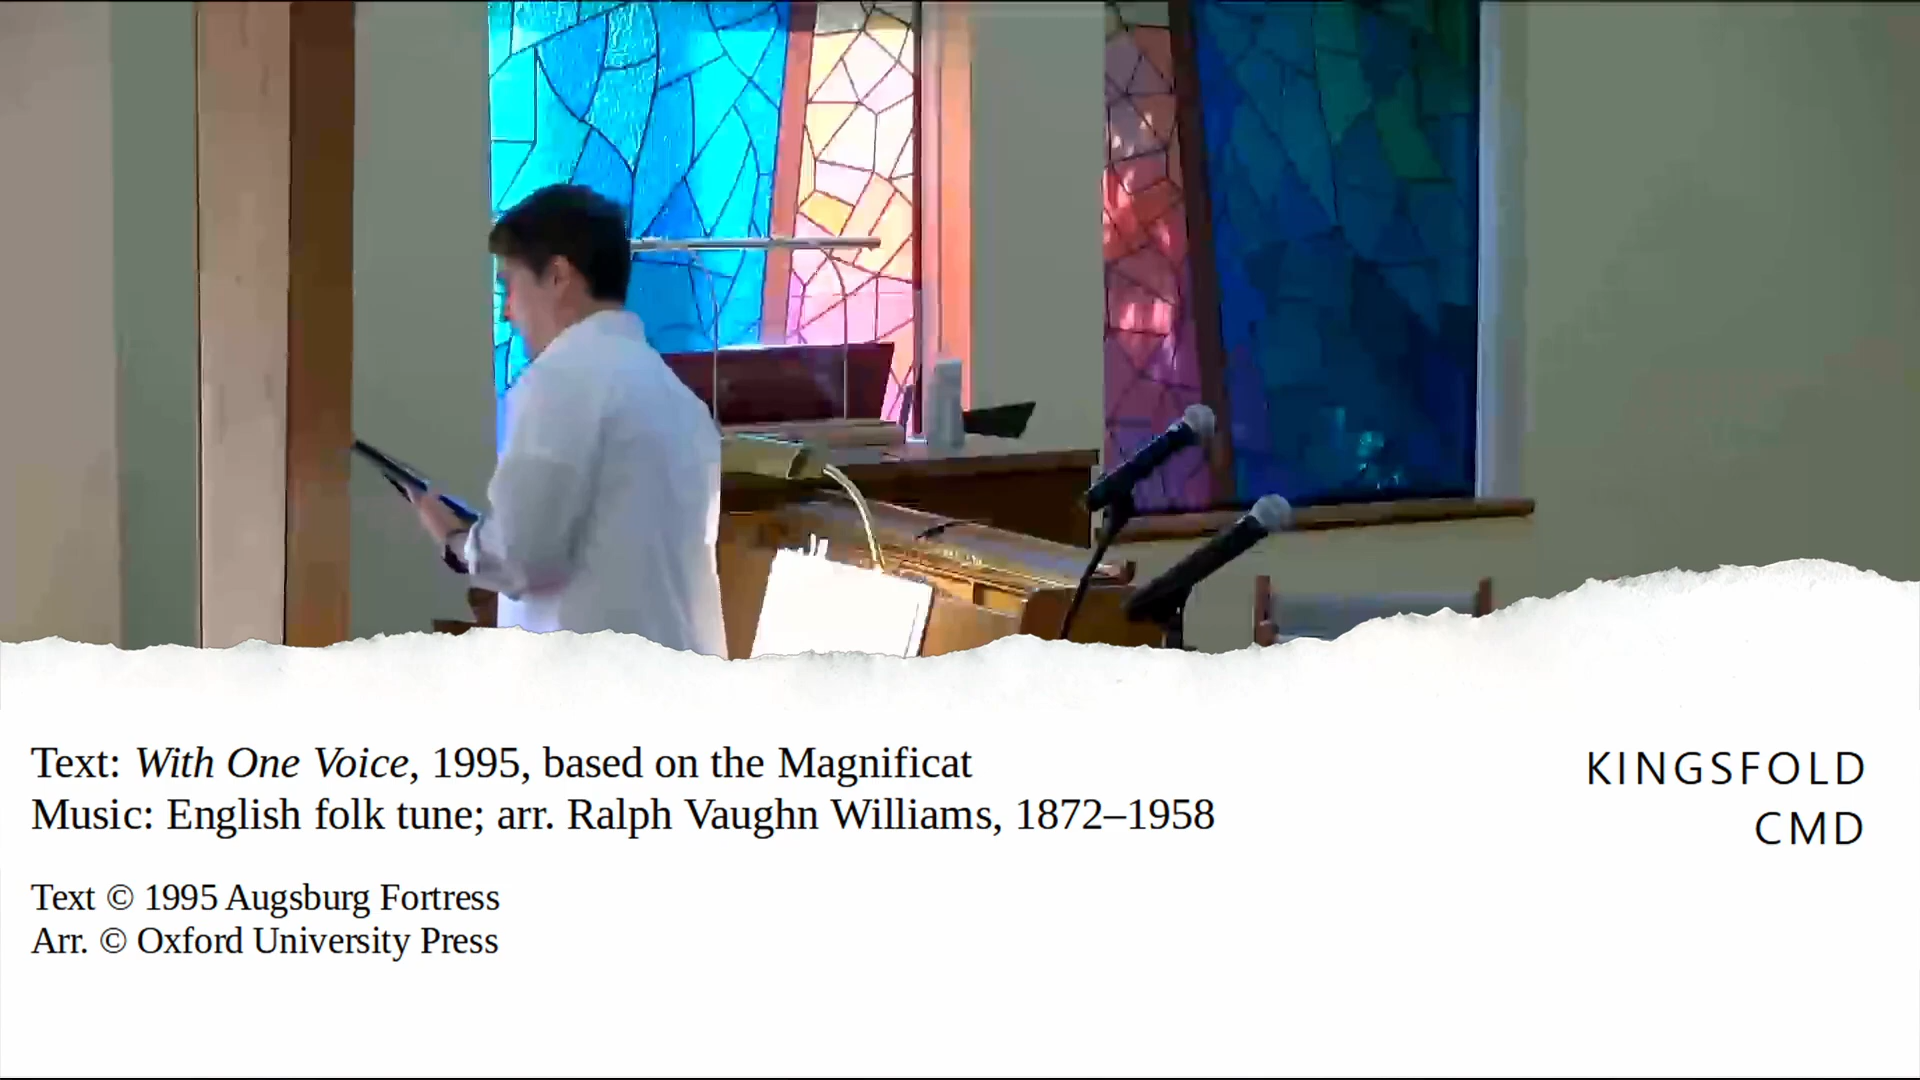 Text: With One Voice, 1995, based on the Magnificat
Music: English folk tune; arr. Ralph Vaughn Williams, 1872–1958
Text © 1995 Augsburg Fortress
Arr. © Oxford University Press
KINGSFOLD
CMD